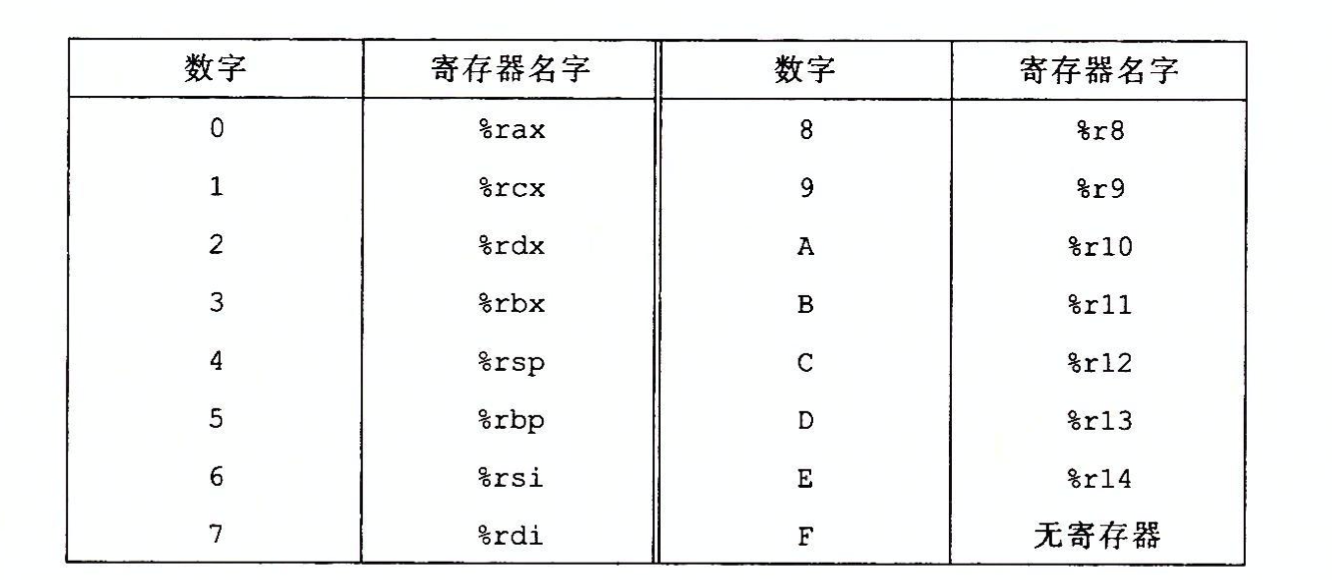 数字 寄存器名字 数字 寄存器名字
0 %rax 8 %r8
1 %rcx 9 %r9
2 %rdx A %r10
3 %rbx B %r11
4 %rsp C %r12
5 %rbp D %r13
6 %rsi E %r14
7 %rdi F 无寄存器